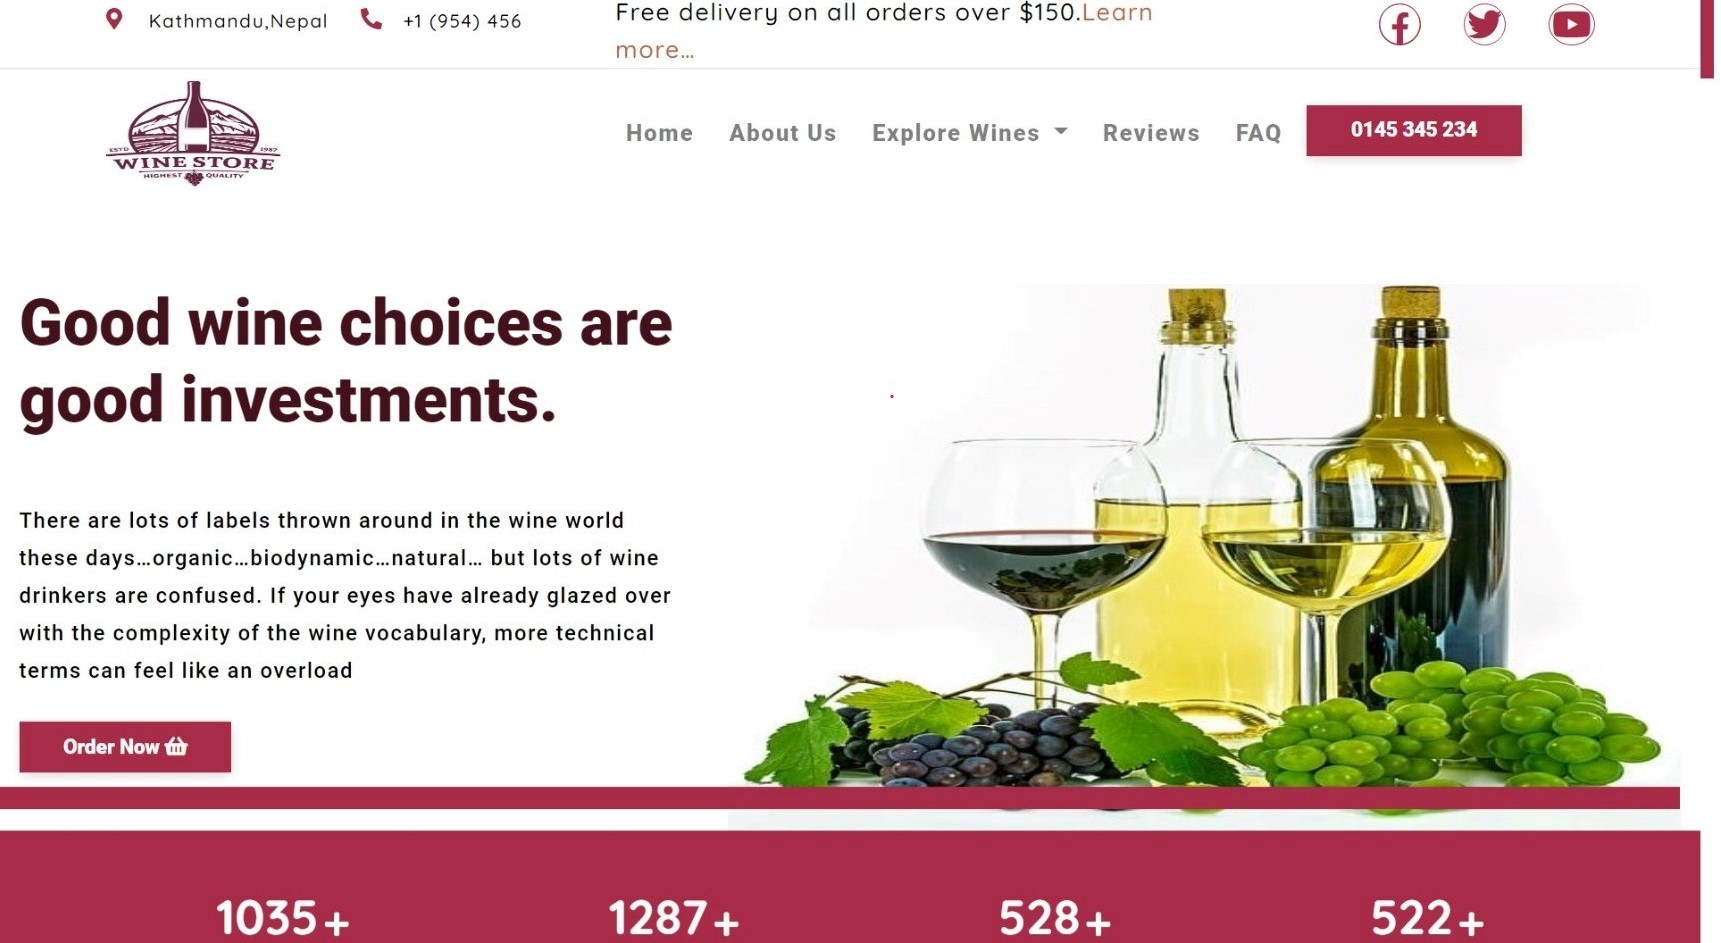 Kathmandu,Nepal
+1 (954) 456
Free delivery on all orders over $150.Learn
more...
ESTD 1987
WINE STORE
HIGHEST QUALITY
Home
About Us
Explore Wines
Reviews
FAQ
0145 345 234
Good wine choices are
good investments.
There are lots of labels thrown around in the wine world
these days...organic...biodynamic...natural... but lots of wine
drinkers are confused. If your eyes have already glazed over
with the complexity of the wine vocabulary, more technical
terms can feel like an overload
Order Now
1035+
1287+
528+
522+